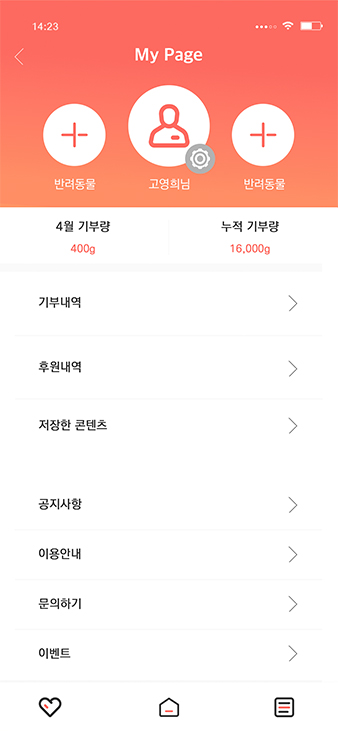 14:23
My Page
반려동물
고영희님
반려동물
4월 기부량
누적 기부량
400g
16,000g
기부내역
후원내역
저장한 콘텐츠
공지사항
이용안내
문의하기
이벤트